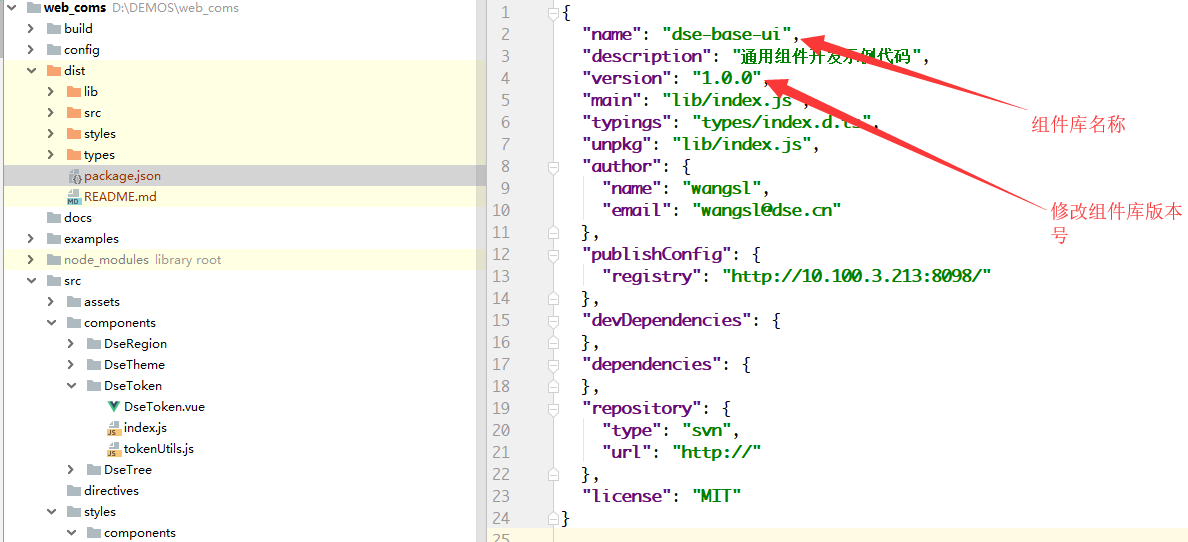 web_coms D:\DEMOS\web_coms
build
config
dist
lib
src
styles
types
package.json
README.md
docs
examples
node_modules library root
src
assets
components
DseRegion
DseTheme
DseToken
DseToken.vue
index.js
tokenUtils.js
DseTree
directives
styles
components
1 {
2 "name": "dse-base-ui",
3 "description": "通用组件开发示例代码",
4 "version": "1.0.0",
5 "main": "lib/index.js",
6 "typings": "types/index.d.ts",
7 "unpkg": "lib/index.js",
8 "author": {
9 "name": "wangsl",
10 "email": "wangsl@dse.cn"
11 },
12 "publishConfig": {
13 "registry": "http://10.100.3.213:8098/"
14 },
15 "devDependencies": {
16 },
17 "dependencies": {
18 },
19 "repository": {
20 "type": "svn",
21 "url": "http://"
22 },
23 "license": "MIT"
24 }
25
组件库名称
修改组件库版本
号